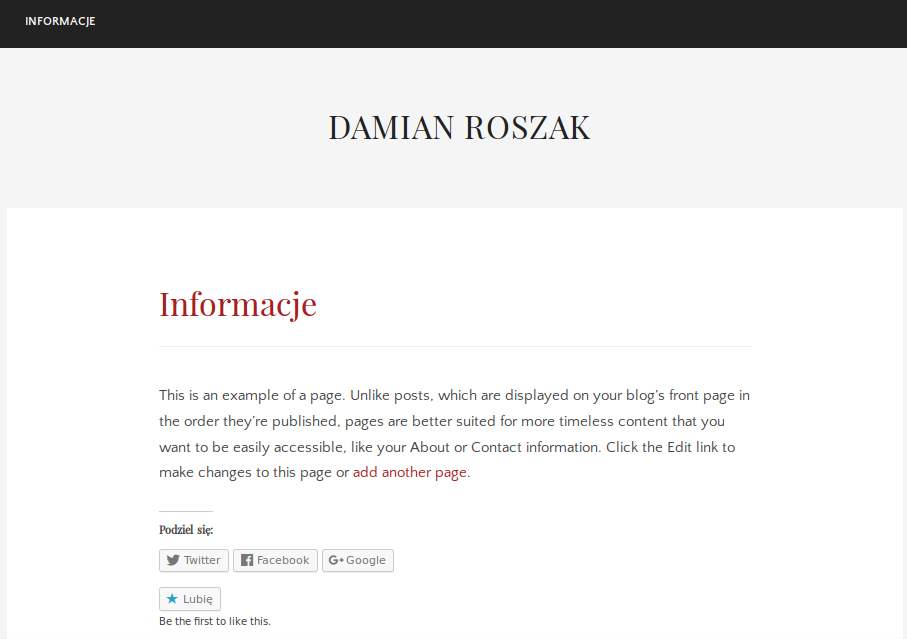 INFORMACJE
DAMIAN ROSZAK
Informacje
This is an example of a page. Unlike posts, which are displayed on your blog’s front page in
the order they’re published, pages are better suited for more timeless content that you
want to be easily accessible, like your About or Contact information. Click the Edit link to
make changes to this page or add another page.
Podziel się:
Twitter Facebook G+ Google
Lubię
Be the first to like this.